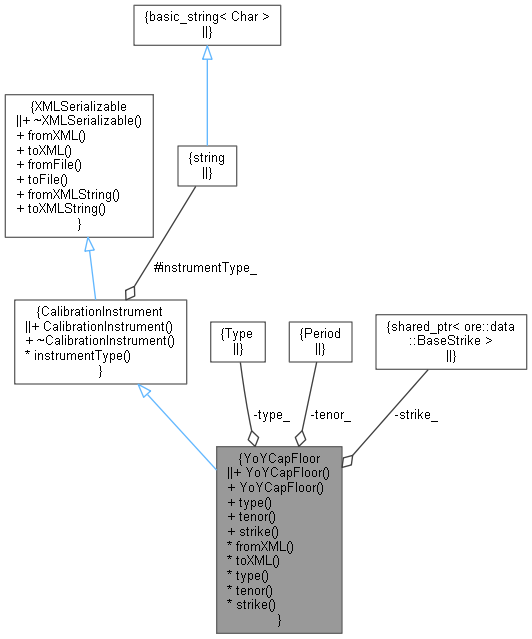 {basic_string< Char >
||}
{XMLSerializable
||+ ~XMLSerializable()
+ fromXML()
+ toXML()
+ fromFile()
+ toFile()
+ fromXMLString()
+ toXMLString()
}
{string
||}
#instrumentType_
{CalibrationInstrument
||+ CalibrationInstrument()
+ ~CalibrationInstrument()
* instrumentType()
}
{Type
||}
{Period
||}
{shared_ptr< ore::data
::BaseStrike >
||}
-type_
-tenor_
-strike_
{YoYCapFloor
||+ YoYCapFloor()
+ YoYCapFloor()
+ type()
+ tenor()
+ strike()
* fromXML()
* toXML()
* type()
* tenor()
* strike()
}